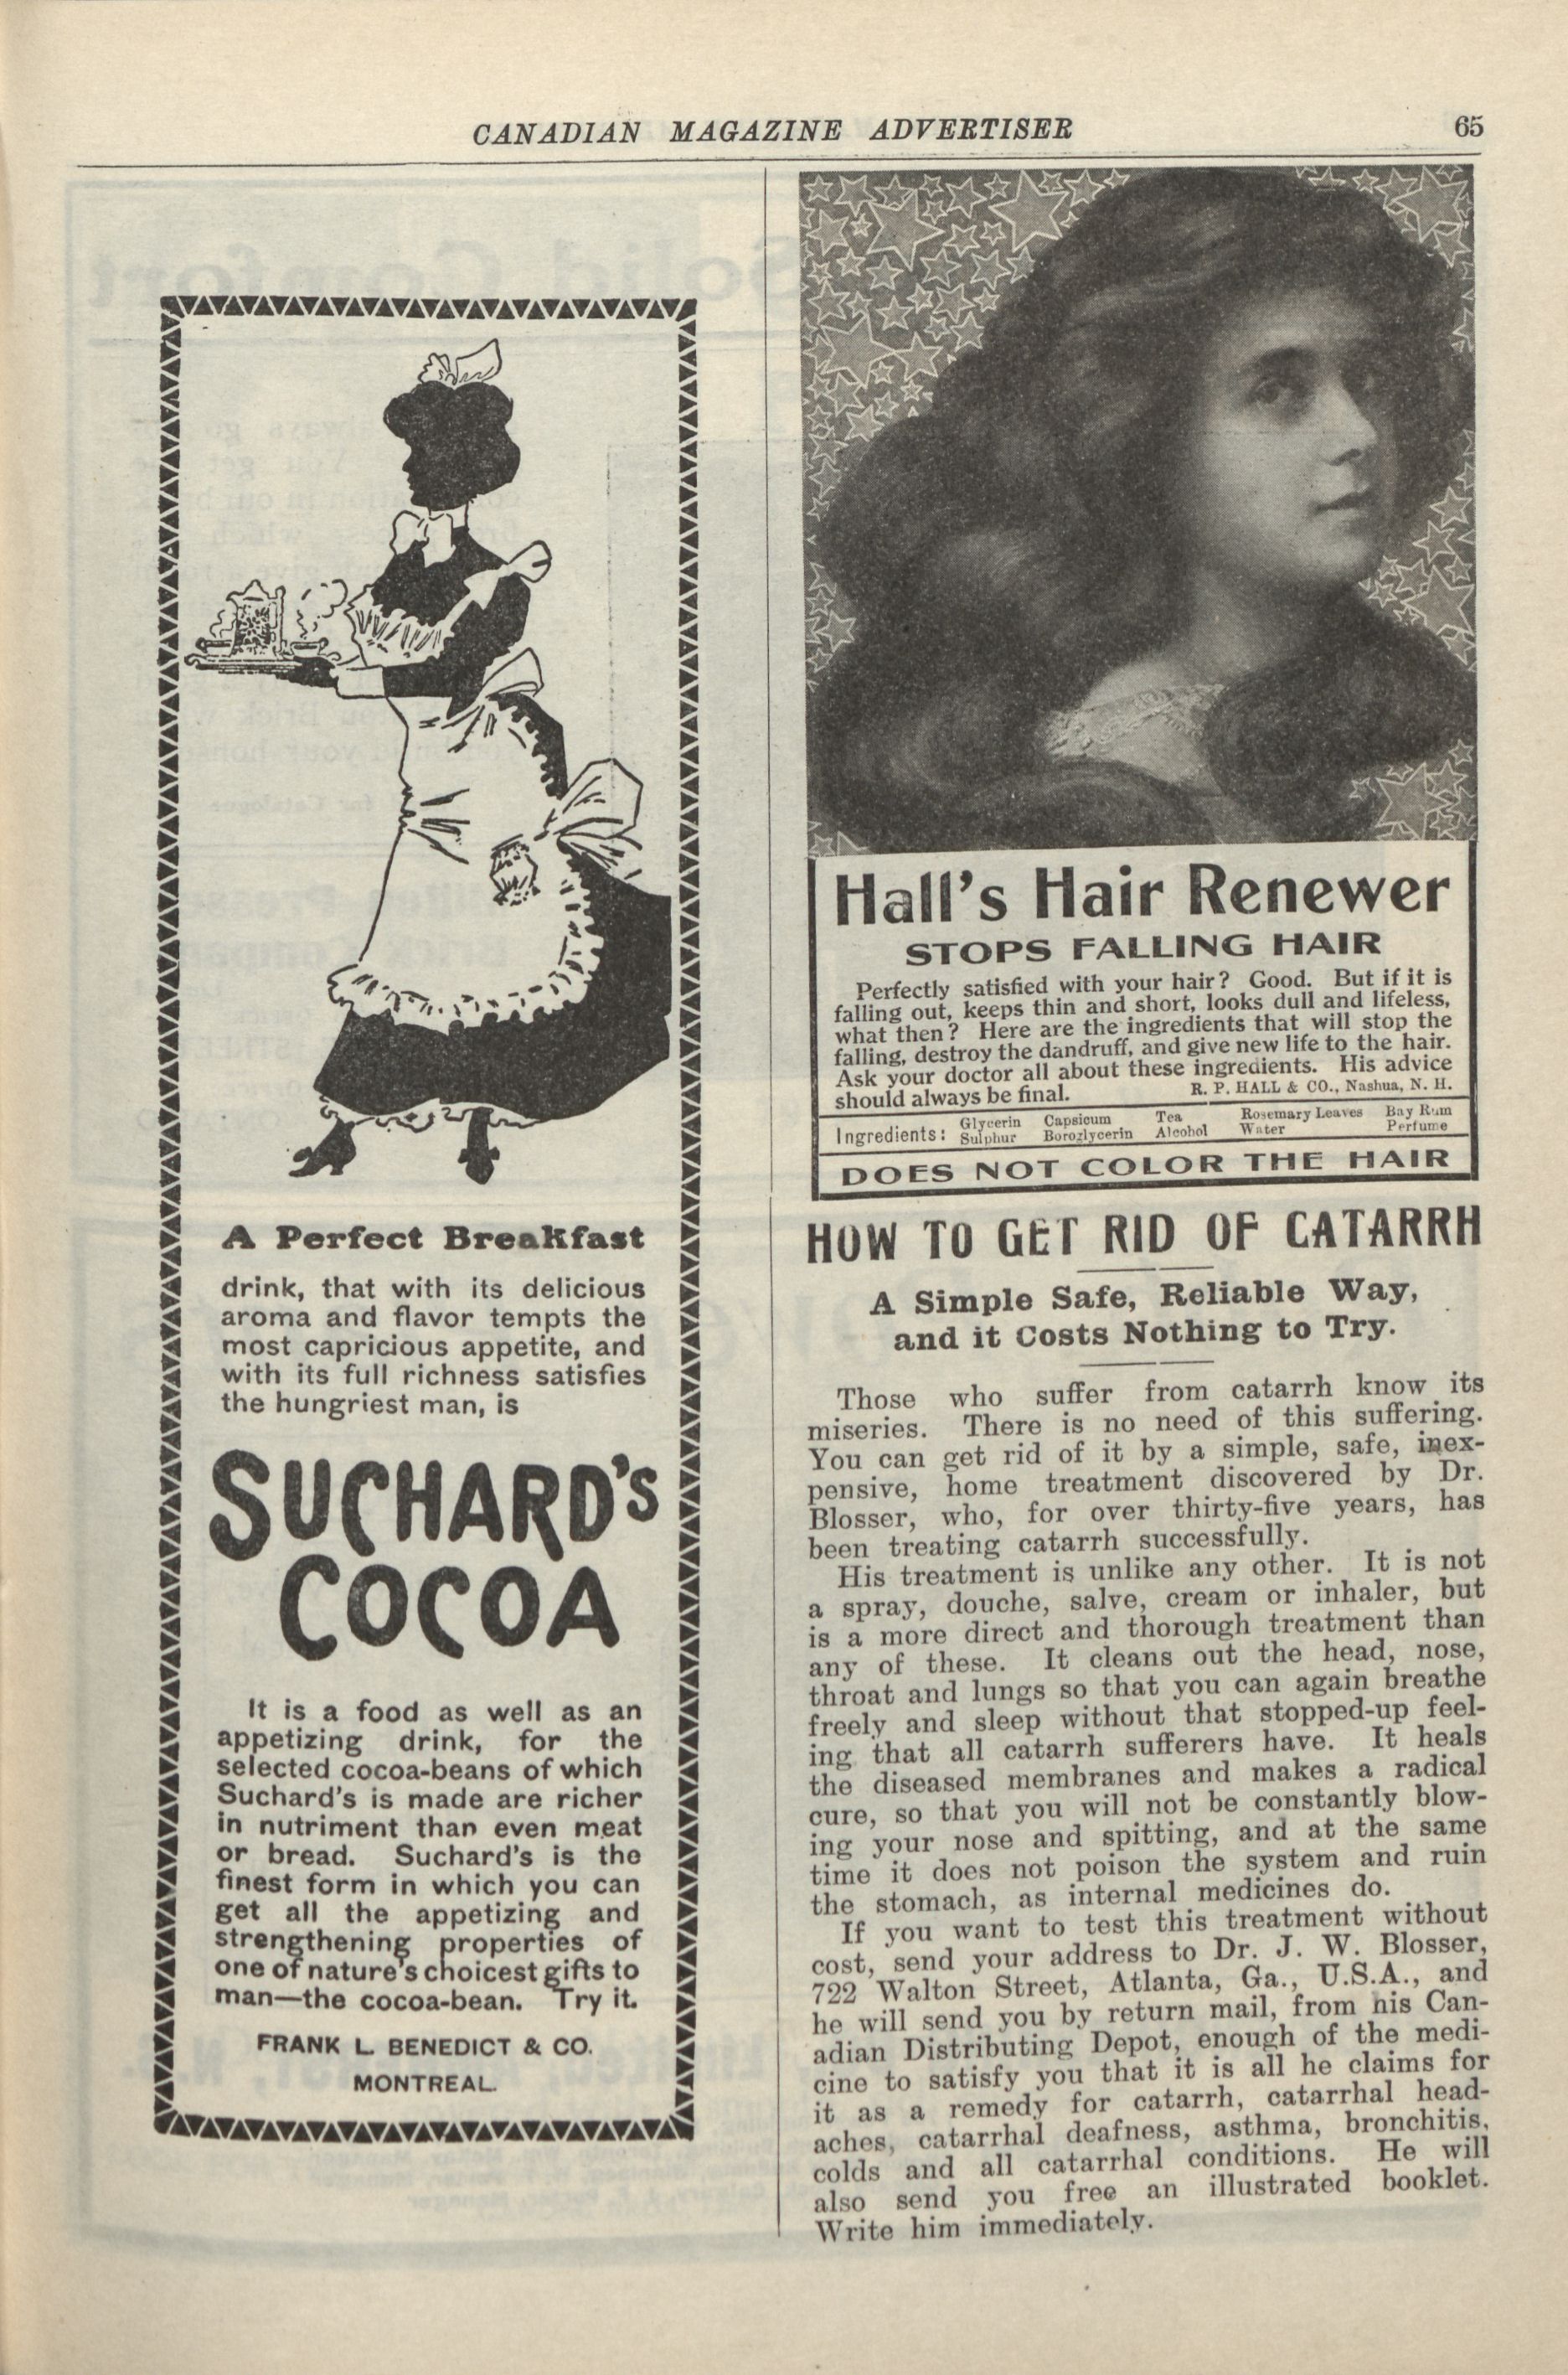 CANADIAN MAGAZINE ADVERTISER 65
A Perfect Breakfast
drink, that with its delicious
aroma and flavor tempts the
most capricious appetite, and
with its full richness satisfies
the hungriest man, is
SUCHARD'S
COCOA
It is a food as well as an
appetizing drink, for the
selected cocoa-beans of which
Suchard's is made are richer
in nutriment than even meat
or bread. Suchard's is the
finest form in which you can
get all the appetizing and
strengthening properties of
one of nature's choicest gifts to
man—the cocoa-bean. Try it.
FRANK L. BENEDICT & CO.
MONTREAL.
Hall's Hair Renewer
STOPS FALLING HAIR
Perfectly satisfied with your hair? Good. But if it is
falling out, keeps thin and short, looks dull and lifeless,
what then? Here are the ingredients that will stop the
falling, destroy the dandruff, and give new life to the hair.
Ask your doctor all about these ingredients. His advice
should always be final. R. P. HALL & CO., Nashua, N. H.
Ingredients: Glycerin Capsicum Tea Rosemary Leaves Bay Rum
Sulphur Boroglycerin Alcohol Water Perfume
DOES NOT COLOR THE HAIR
HOW TO GET RID OF CATARRH
A Simple Safe, Reliable Way,
and it Costs Nothing to Try.
Those who suffer from catarrh know its
miseries. There is no need of this suffering.
You can get rid of it by a simple, safe, inex-
pensive, home treatment discovered by Dr.
Blosser, who, for over thirty-five years, has
been treating catarrh successfully.
His treatment is unlike any other. It is not
a spray, douche, salve, cream or inhaler, but
is a more direct and thorough treatment than
any of these. It cleans out the head, nose,
throat and lungs so that you can again breathe
freely and sleep without that stopped-up feel-
ing that all catarrh sufferers have. It heals
the diseased membranes and makes a radical
cure, so that you will not be constantly blow-
ing your nose and spitting, and at the same
time it does not poison the system and ruin
the stomach, as internal medicines do.
If you want to test this treatment without
cost, send your address to Dr. J. W. Blosser,
722 Walton Street, Atlanta, Ga., U.S.A., and
he will send you by return mail, from his Can-
adian Distributing Depot, enough of the medi-
cine to satisfy you that it is all he claims for
it as a remedy for catarrh, catarrhal head-
aches, catarrhal deafness, asthma, bronchitis,
colds and all catarrhal conditions. He will
also send you free an illustrated booklet.
Write him immediately.